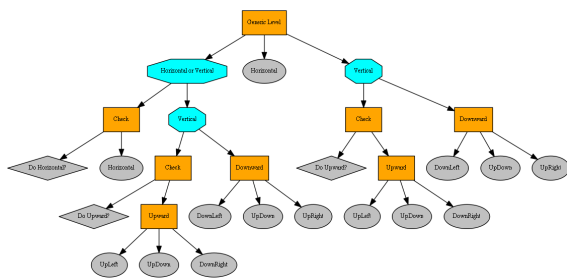 Generic Level
Horizontal or Vertical
Horizontal
Vertical
Check
Vertical
Check
Downward
Do Horizontal?
Horizontal
Check
Downward
Do Upward?
Upward
DownLeft
UpDown
UpRight
Do Upward?
Upward
DownLeft
UpDown
UpRight
UpLeft
UpDown
DownRight
UpLeft
UpDown
DownRight